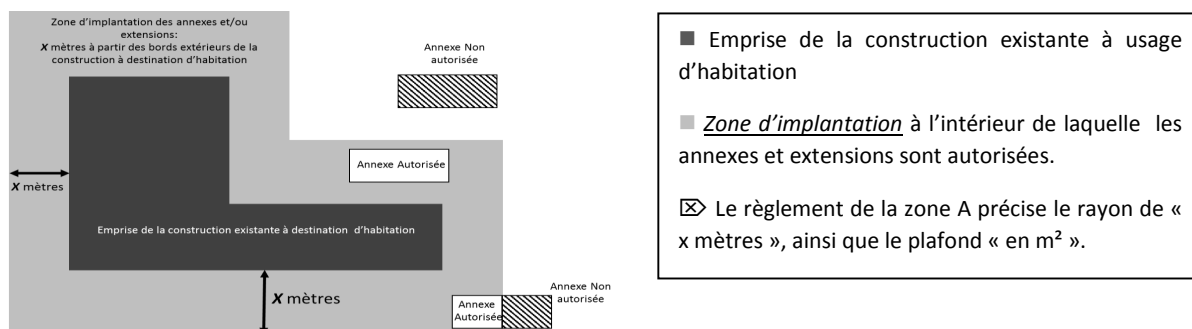 Zone d'implantation des annexes et/ou
extensions:
X mètres à partir des bords extérieurs de la
construction à destination d'habitation
Annexe Non
autorisée
Annexe Autorisée
X mètres
Emprise de la construction existante à destination d'habitation
X mètres
Annexe
Autorisée
Annexe Non
autorisée
■ Emprise de la construction existante à usage
d'habitation
■ Zone d'implantation à l'intérieur de laquelle les
annexes et extensions sont autorisées.
⌦ Le règlement de la zone A précise le rayon de «
x mètres », ainsi que le plafond « en m² ».